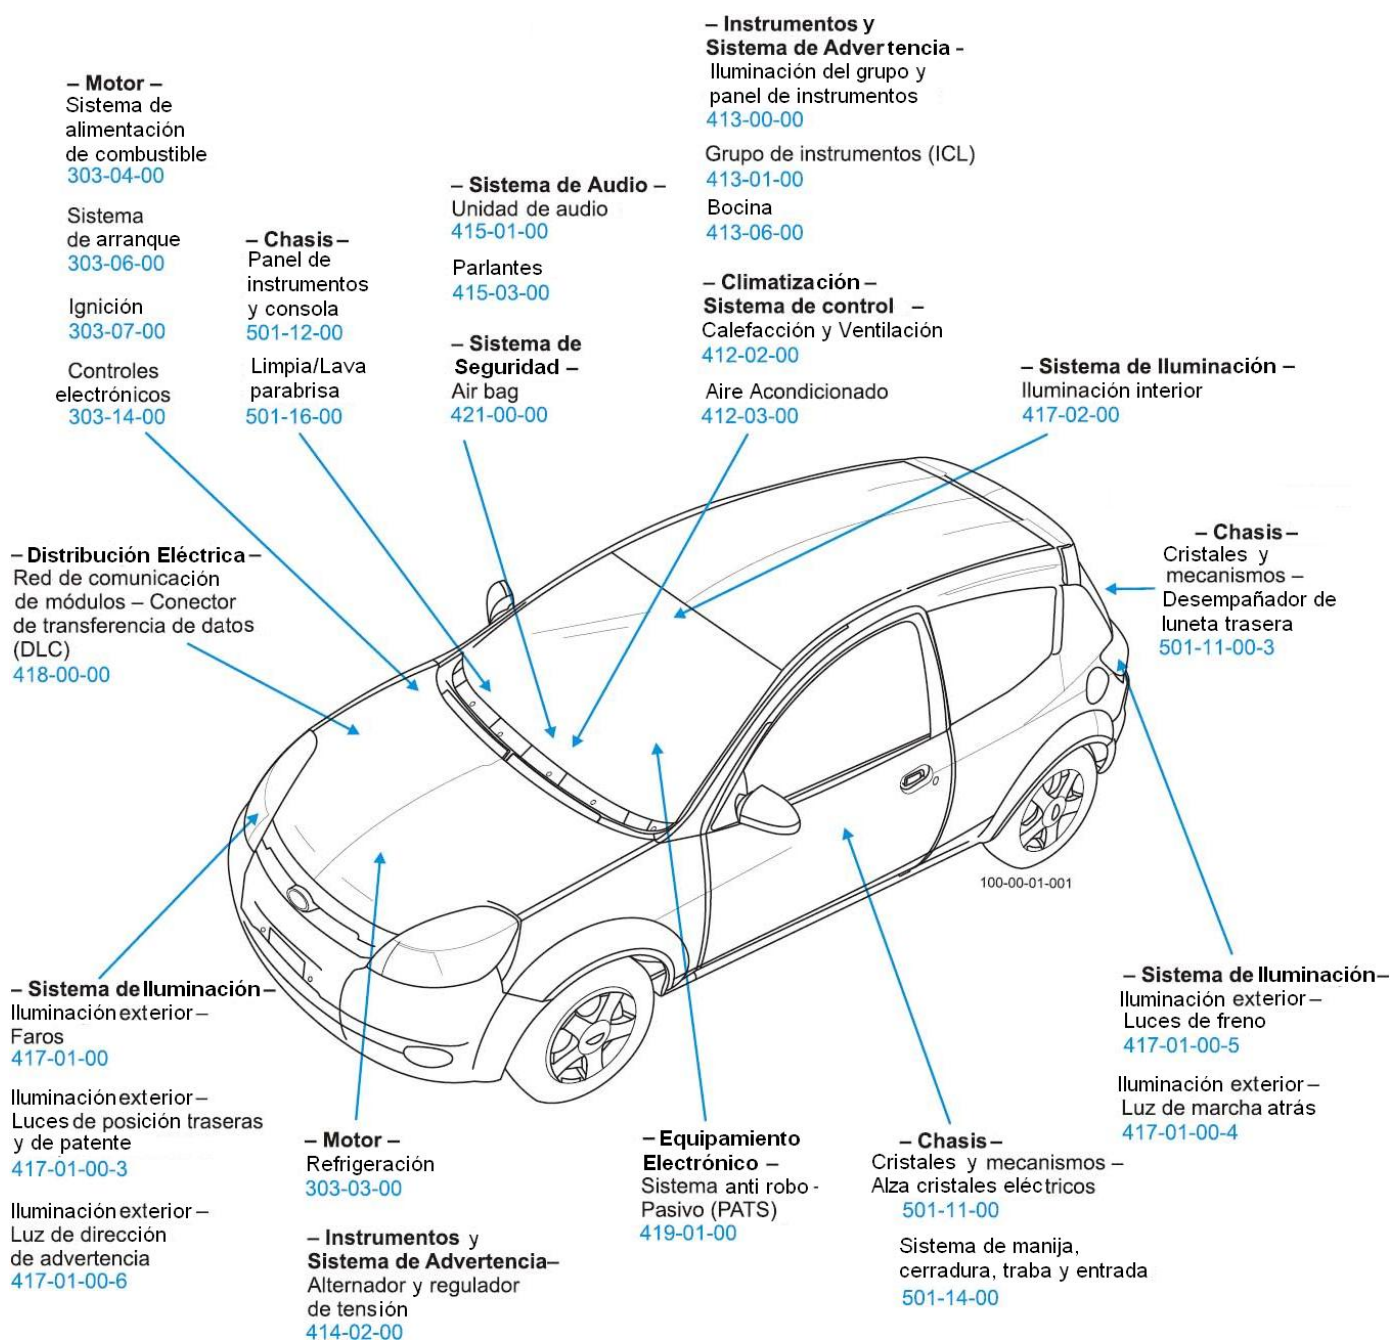 – Motor –
Sistema de
alimentación
de combustible
303-04-00
Sistema
de arranque
303-06-00
Ignición
303-07-00
Controles
electrónicos
303-14-00
– Chasis –
Panel de
instrumentos
y consola
501-12-00
Limpia/Lava
parabrisa
501-16-00
– Sistema de Audio –
Unidad de audio
415-01-00
Parlantes
415-03-00
– Sistema de
Seguridad –
Air bag
421-00-00
– Instrumentos y
Sistema de Advertencia -
Iluminación del grupo y
panel de instrumentos
413-00-00
Grupo de instrumentos (ICL)
413-01-00
Bocina
413-06-00
– Climatización –
Sistema de control –
Calefacción y Ventilación
412-02-00
Aire Acondicionado
412-03-00
– Sistema de Iluminación –
Iluminación interior
417-02-00
– Chasis –
Cristales y
mecanismos –
Desempañador de
luneta trasera
501-11-00-3
– Distribución Eléctrica –
Red de comunicación
de módulos – Conector
de transferencia de datos
(DLC)
418-00-00
100-00-01-001
– Sistema de Iluminación –
Iluminación exterior –
Faros
417-01-00
Iluminación exterior –
Luces de posición traseras
y de patente
417-01-00-3
Iluminación exterior –
Luz de dirección
de advertencia
417-01-00-6
– Motor –
Refrigeración
303-03-00
– Instrumentos y
Sistema de Advertencia–
Alternador y regulador
de tensión
414-02-00
– Equipamiento
Electrónico –
Sistema anti robo -
Pasivo (PATS)
419-01-00
– Chasis –
Cristales y mecanismos –
Alza cristales eléctricos
501-11-00
Sistema de manija,
cerradura, traba y entrada
501-14-00
– Sistema de Iluminación–
Iluminación exterior –
Luces de freno
417-01-00-5
Iluminación exterior –
Luz de marcha atrás
417-01-00-4